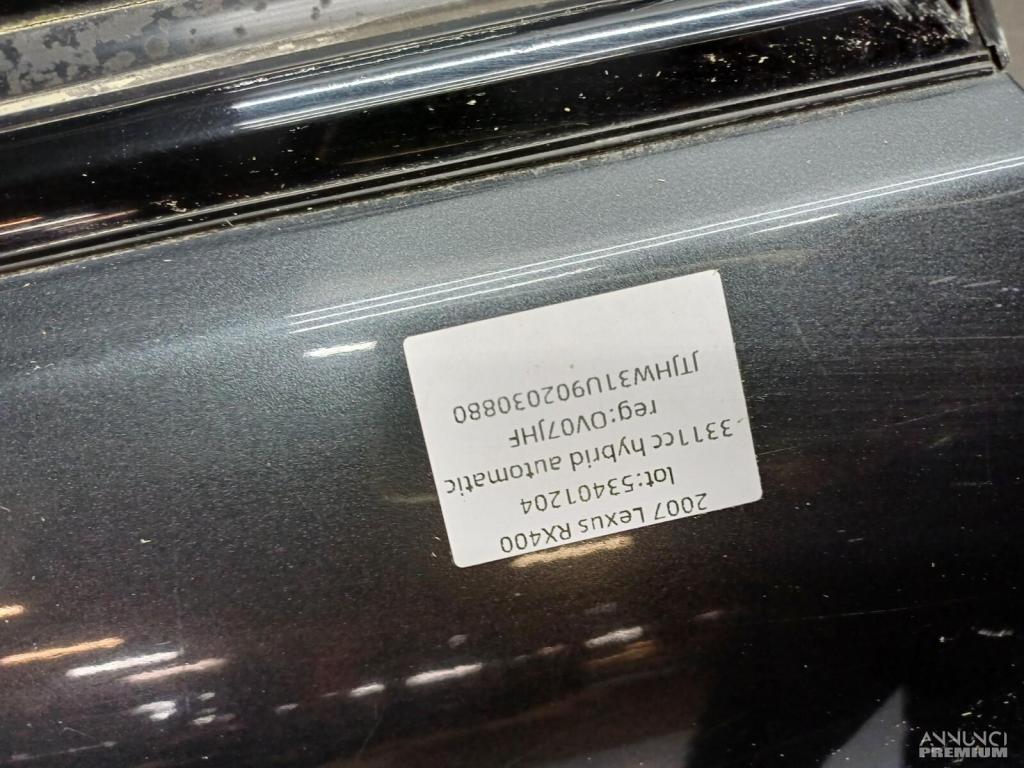 2007 Lexus RX400
lot:53401204
3311cc hybrid automatic
reg:OV07JHF
JTJHW31U902030880
ANNUNCI
PREMIUM